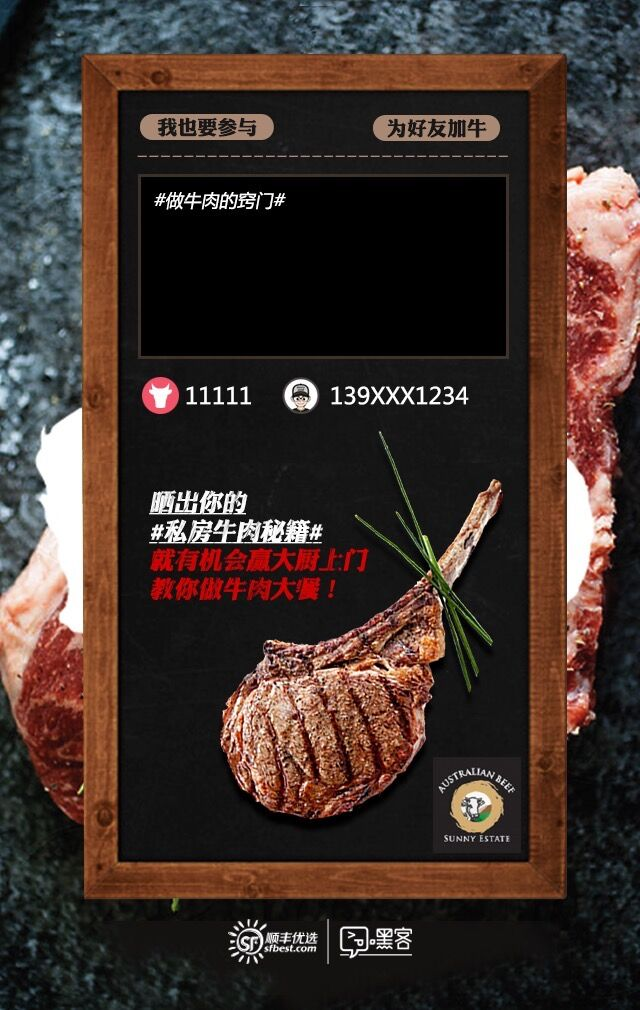 我也要参与
为好友加牛
#做牛肉的窍门#
11111
139XXX1234
晒出你的
#私房牛肉秘籍#
就有机会赢大厨上门
教你做牛肉大餐！
AUSTRALIAN BEEF
SUNNY ESTATE
SF
顺丰优选
sfbest.com
嘿客